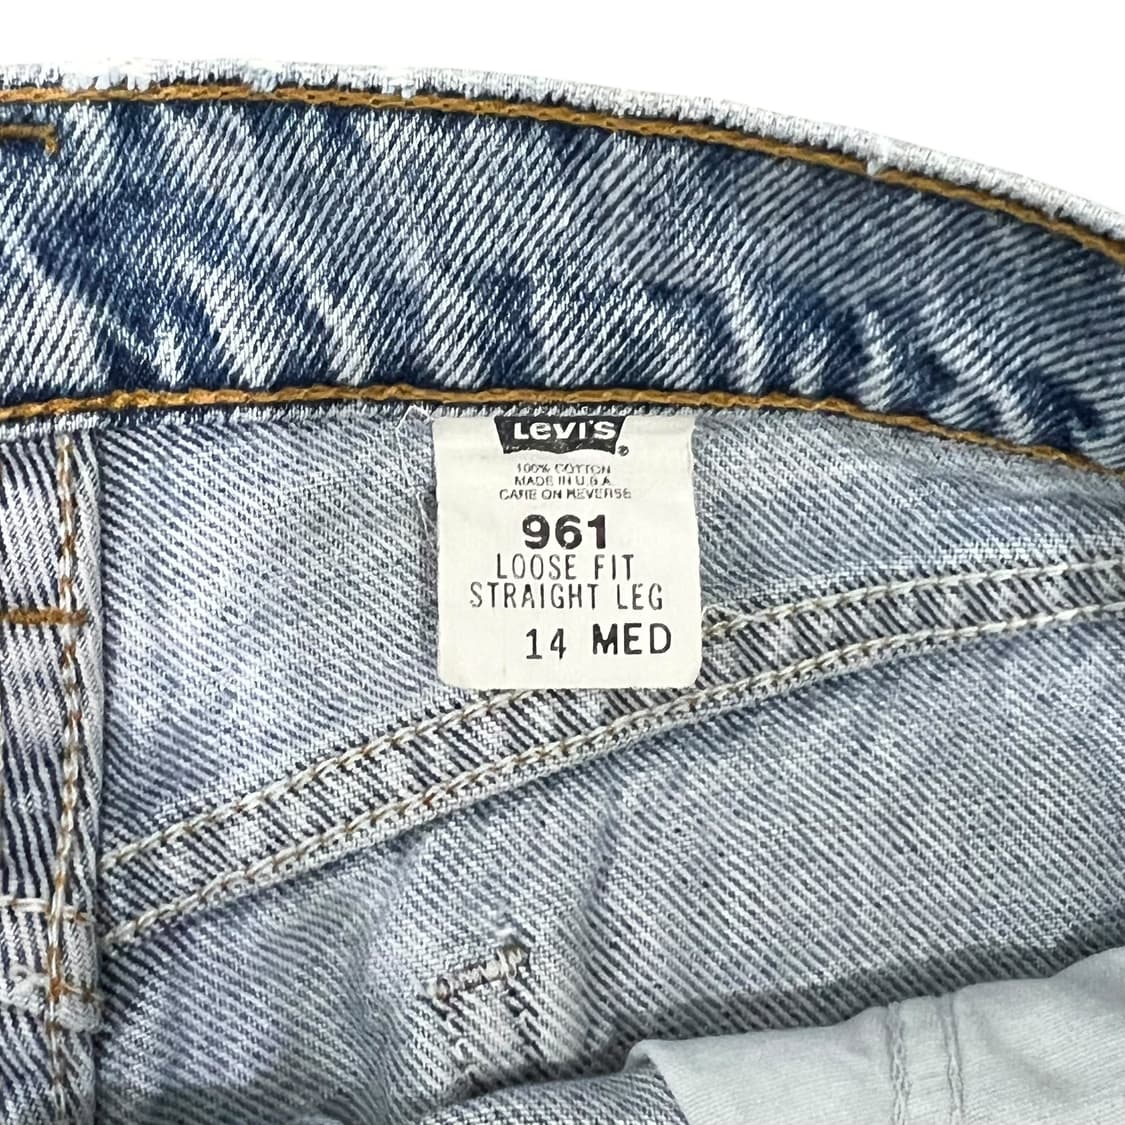 Levi's®
100% COTTON
MADE IN U.S.A.
CARE ON REVERSE
961
LOOSE FIT
STRAIGHT LEG
14 MED